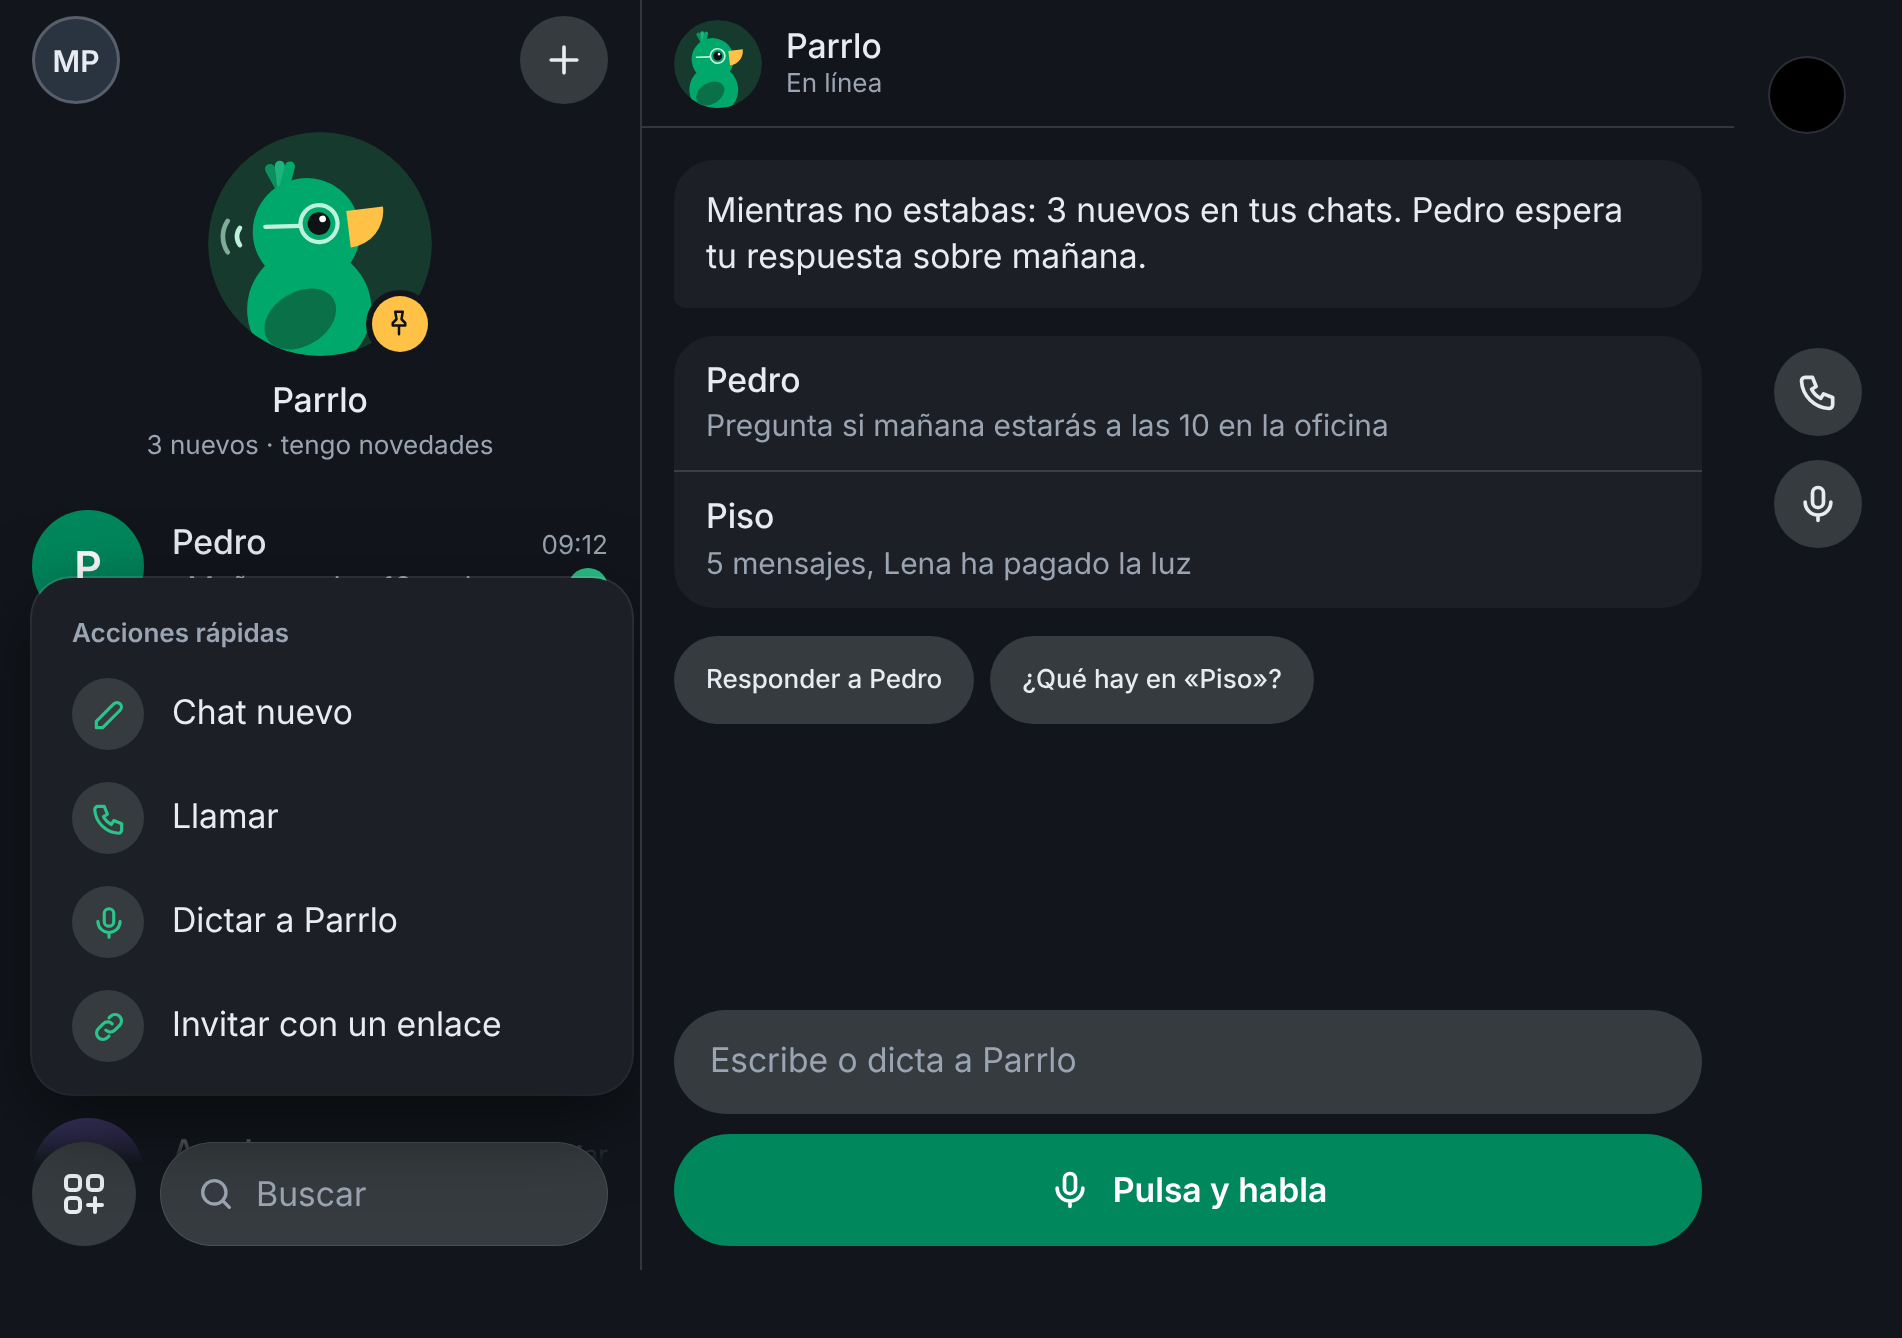 MP
Parrlo
3 nuevos · tengo novedades
P
Pedro
09:12
Acciones rápidas
Chat nuevo
Llamar
Dictar a Parrlo
Invitar con un enlace
Buscar
Parrlo
En línea
Mientras no estabas: 3 nuevos en tus chats. Pedro espera
tu respuesta sobre mañana.
Pedro
Pregunta si mañana estarás a las 10 en la oficina
Piso
5 mensajes, Lena ha pagado la luz
Responder a Pedro
¿Qué hay en «Piso»?
Escribe o dicta a Parrlo
Pulsa y habla